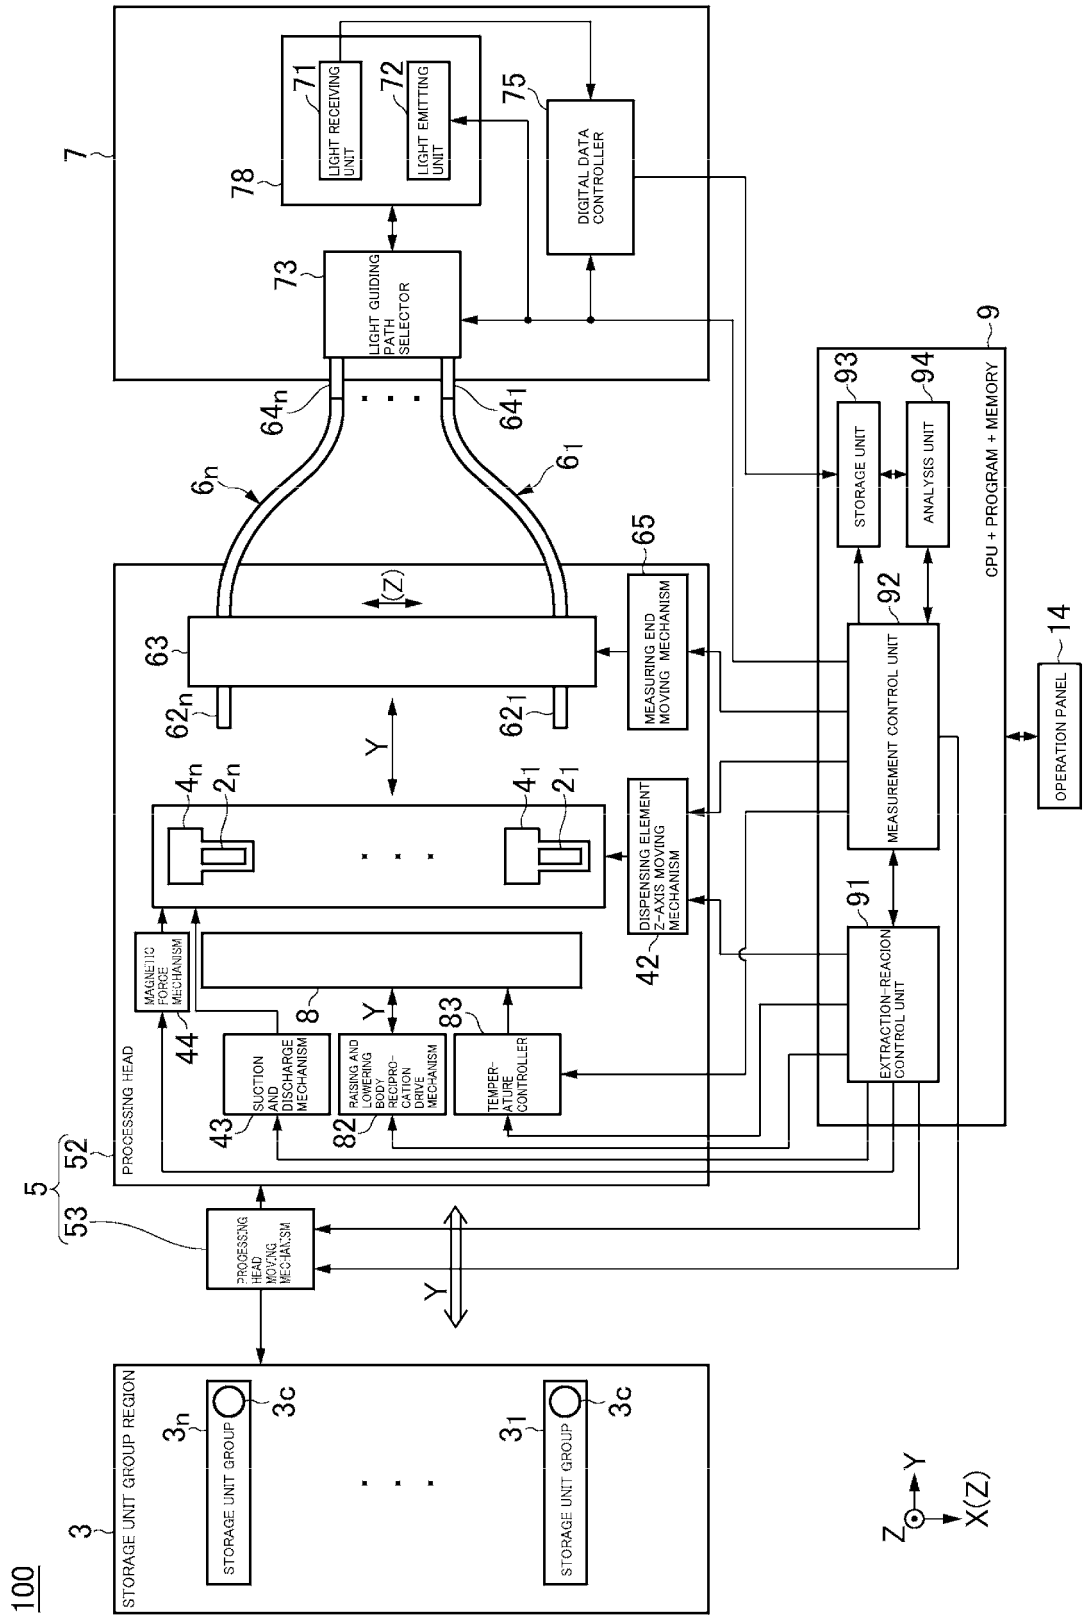 100
3
STORAGE UNIT GROUP REGION
3n
STORAGE UNIT GROUP
3c
31
STORAGE UNIT GROUP
3c
Y
5
53
52
PROCESSING
HEAD
MOVING
MECHANISM
PROCESSING HEAD
MAGNETIC
FORCE
MECHANISM
44
43
SUCTION
AND
DISCHARGE
MECHANISM
82
RAISING AND
LOWERING
BODY
RECIPRO-
CATION
DRIVE
MECHANISM
83
TEMPER-
ATURE
CONTROLLER
8
Y
4n
2n
41
21
42
DISPENSING ELEMENT
Z-AXIS MOVING
MECHANISM
Y
62n
621
63
(Z)
65
MEASURING END
MOVING MECHANISM
6n
61
64n
641
7
73
LIGHT GUIDING
PATH
SELECTOR
78
71
LIGHT RECEIVING
UNIT
72
LIGHT EMITTING
UNIT
75
DIGITAL DATA
CONTROLLER
9
CPU + PROGRAM + MEMORY
91
EXTRACTION-REACION
CONTROL UNIT
92
MEASUREMENT CONTROL UNIT
93
STORAGE UNIT
94
ANALYSIS UNIT
14
OPERATION PANEL
Z
Y
X(Z)